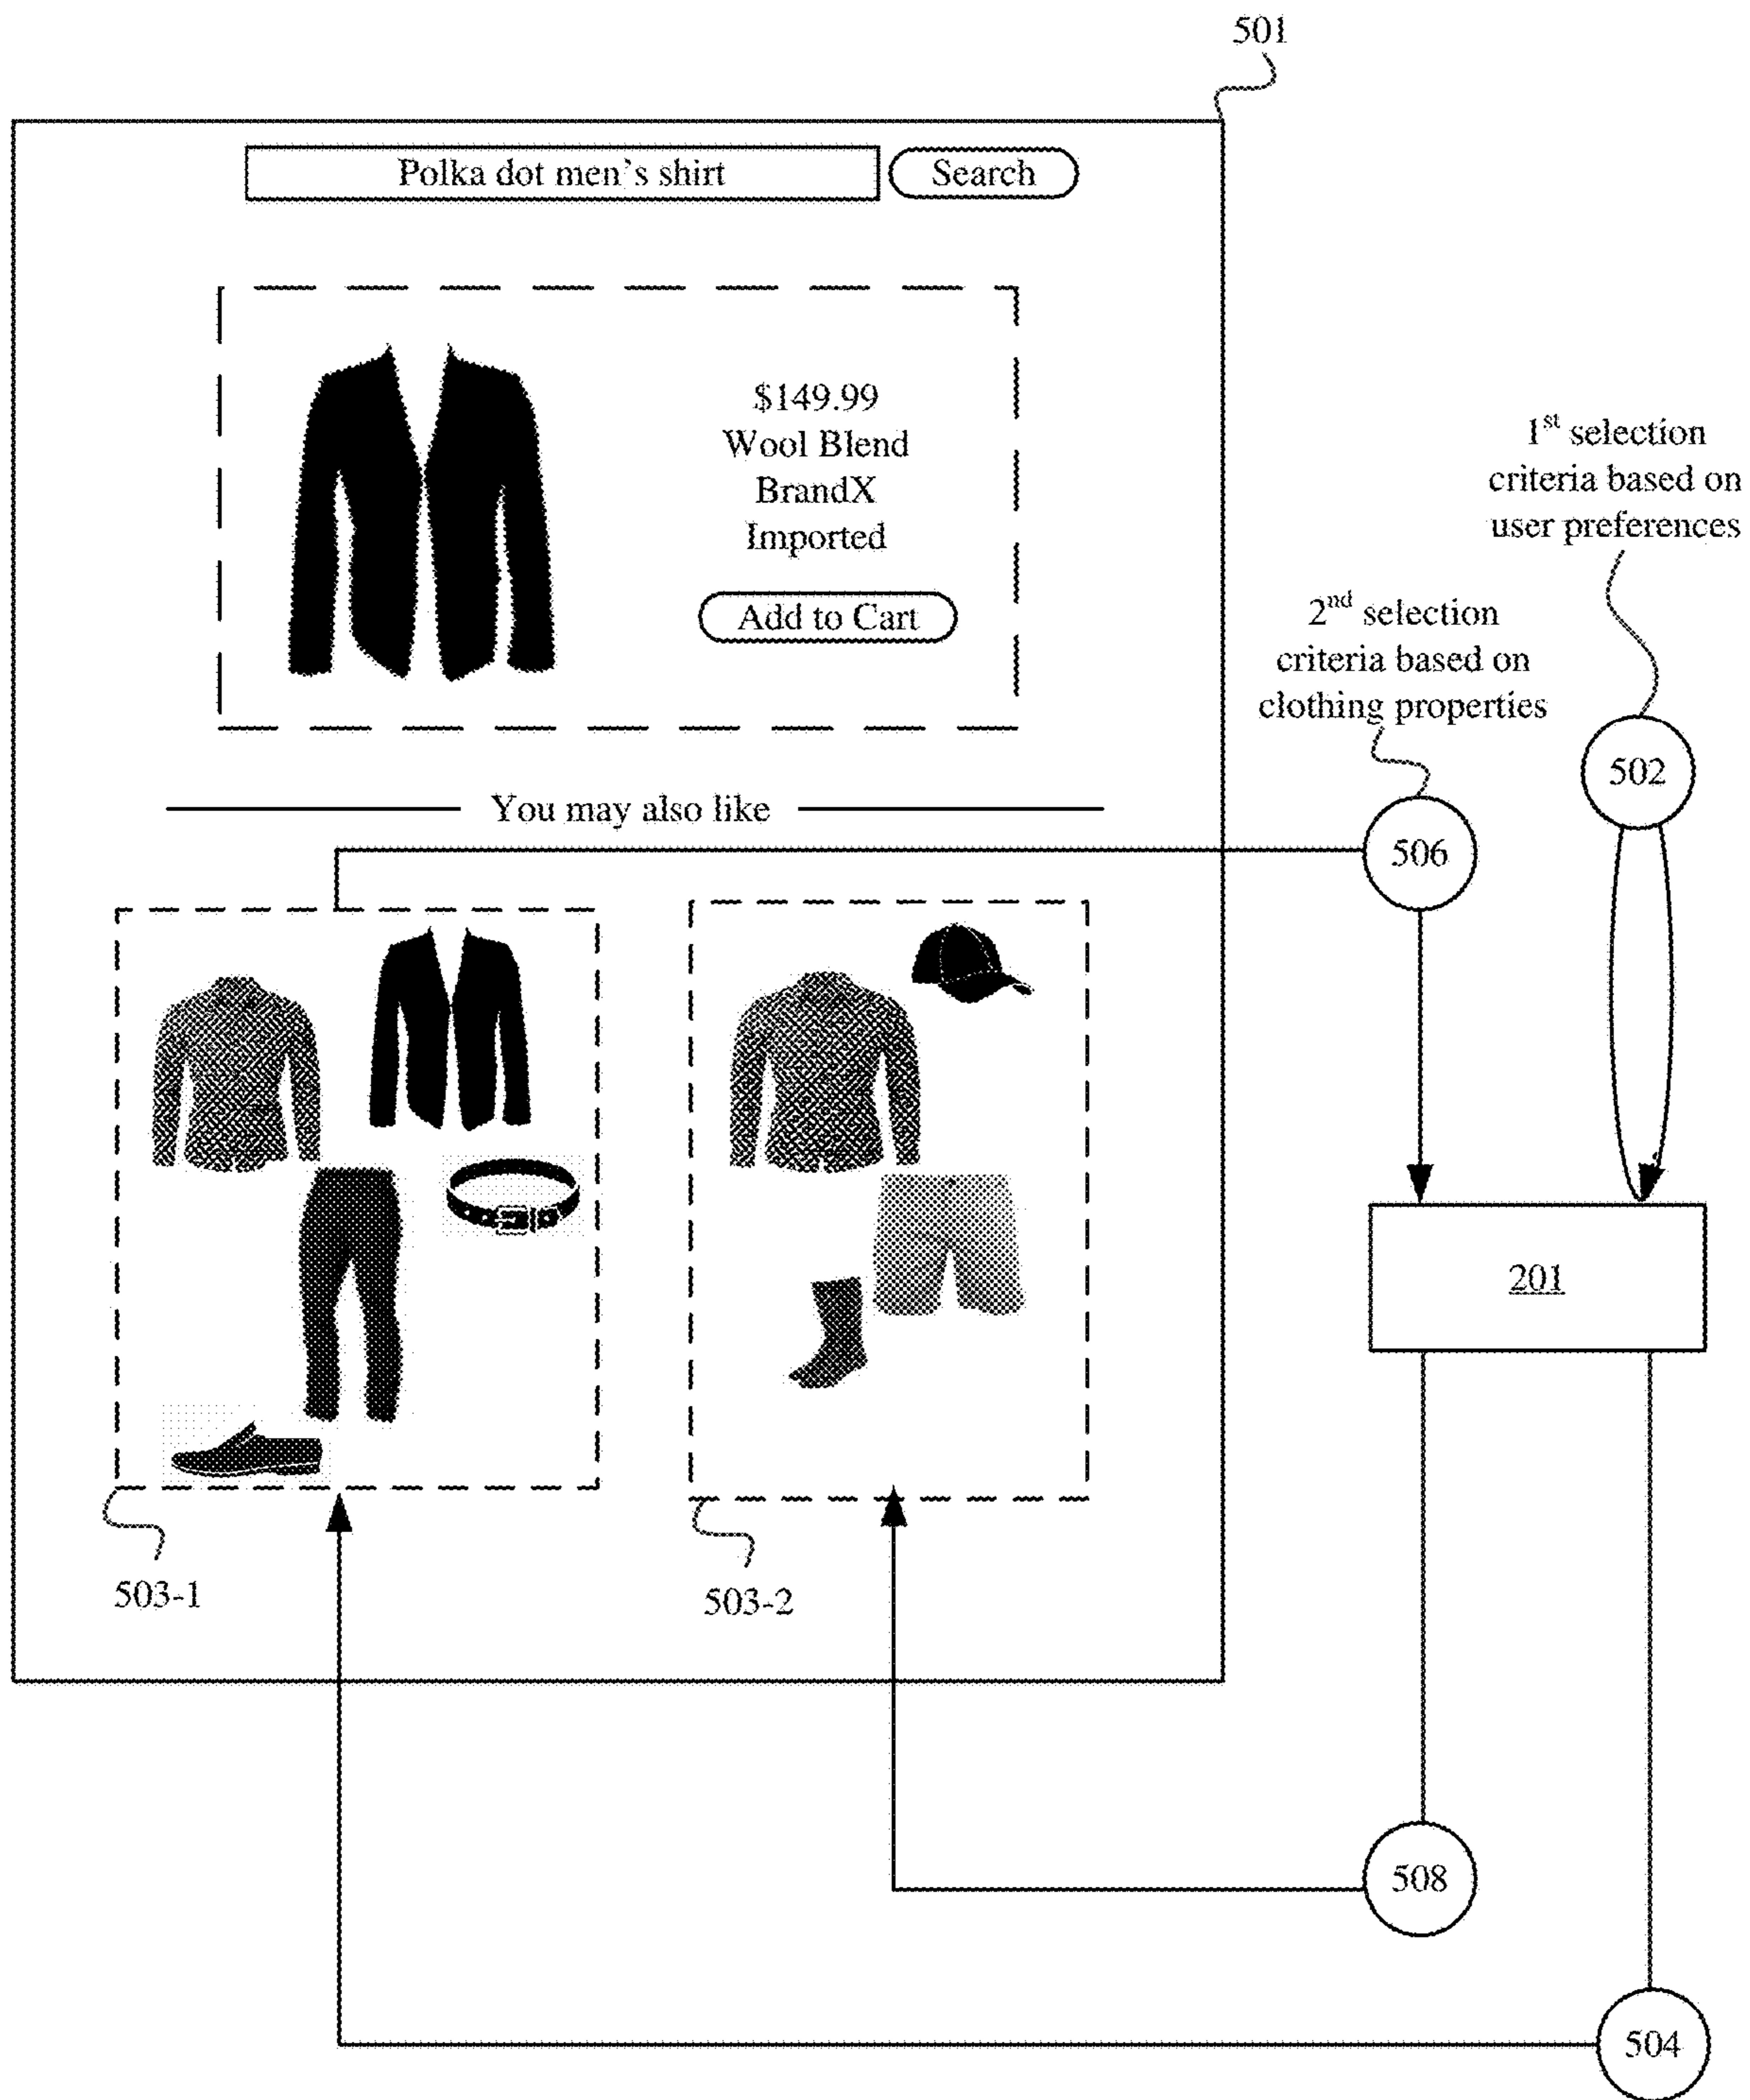 501
Polka dot men's shirt
Search
$149.99
Wool Blend
BrandX
Imported
Add to Cart
1st selection
criteria based on
user preferences
2nd selection
criteria based on
clothing properties
502
You may also like
506
201
503-1
503-2
508
504